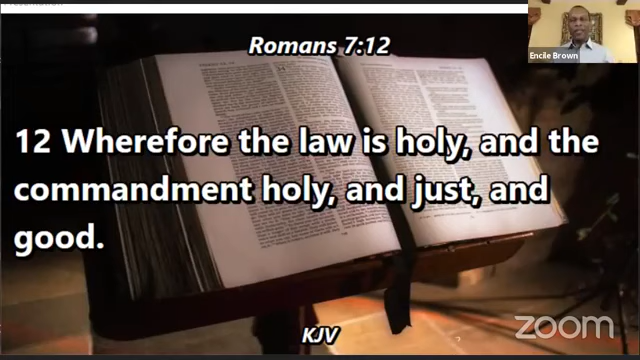 Romans 7:12
Encile Brown
12 Wherefore the law is holy, and the
commandment holy, and just, and
good.
KJV
zoom